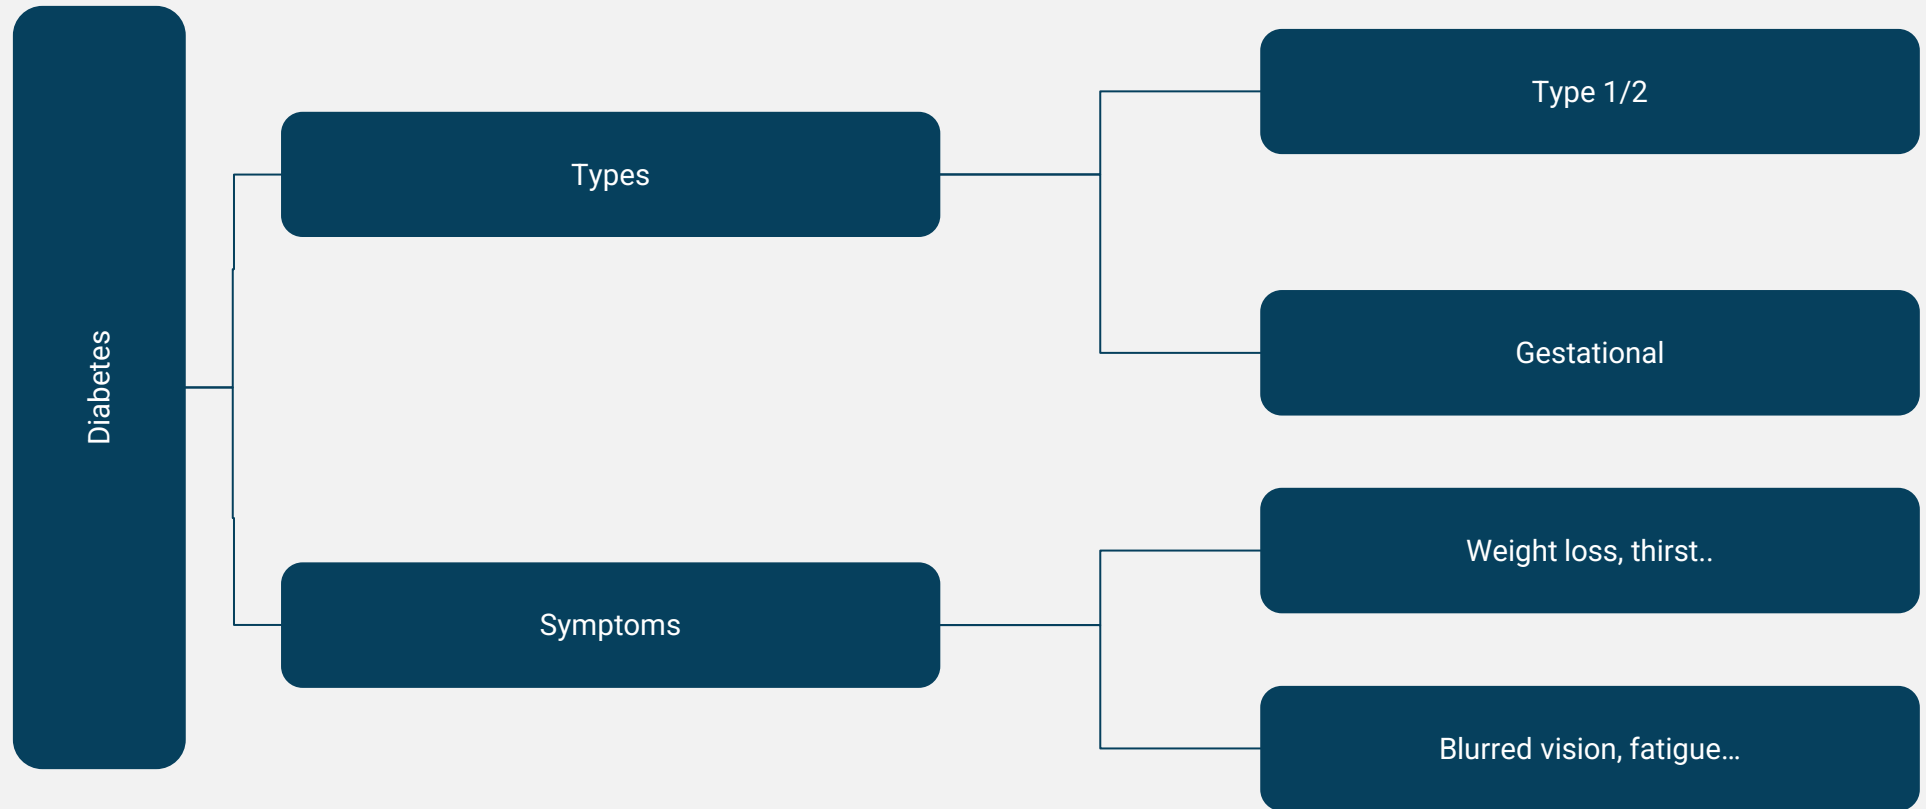 Diabetes
Types
Type 1/2
Gestational
Symptoms
Weight loss, thirst..
Blurred vision, fatigue…